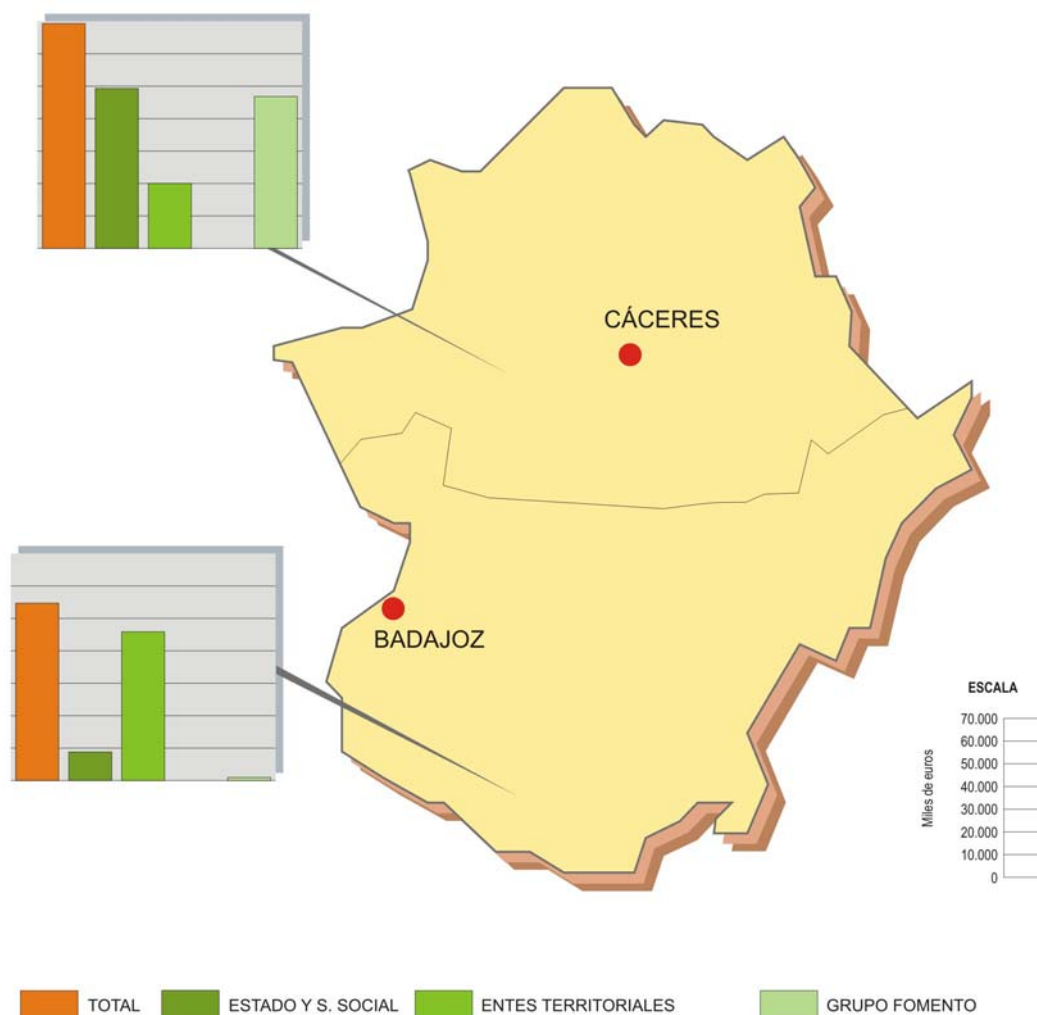 CÁCERES
BADAJOZ
ESCALA
Miles de euros
70.000
60.000
50.000
40.000
30.000
20.000
10.000
0
TOTAL
ESTADO Y S. SOCIAL
ENTES TERRITORIALES
GRUPO FOMENTO